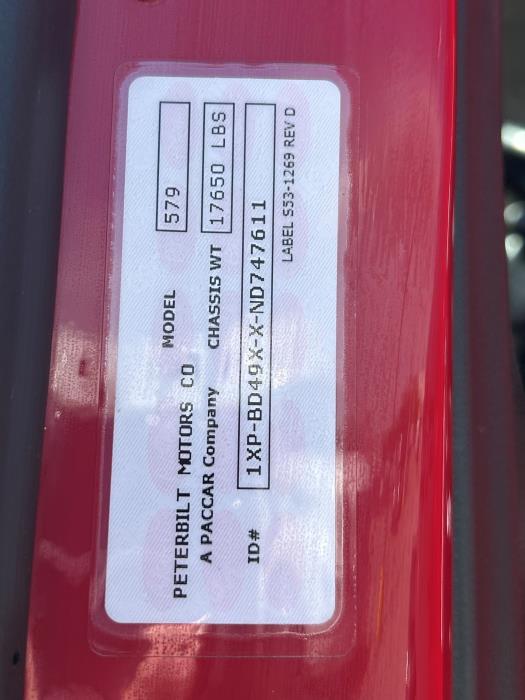 PETERBILT MOTORS CO MODEL 579
A PACCAR Company CHASSIS WT 17650 LBS
ID# 1XP-BD49X-X-ND747611
LABEL S53-1269 REV D